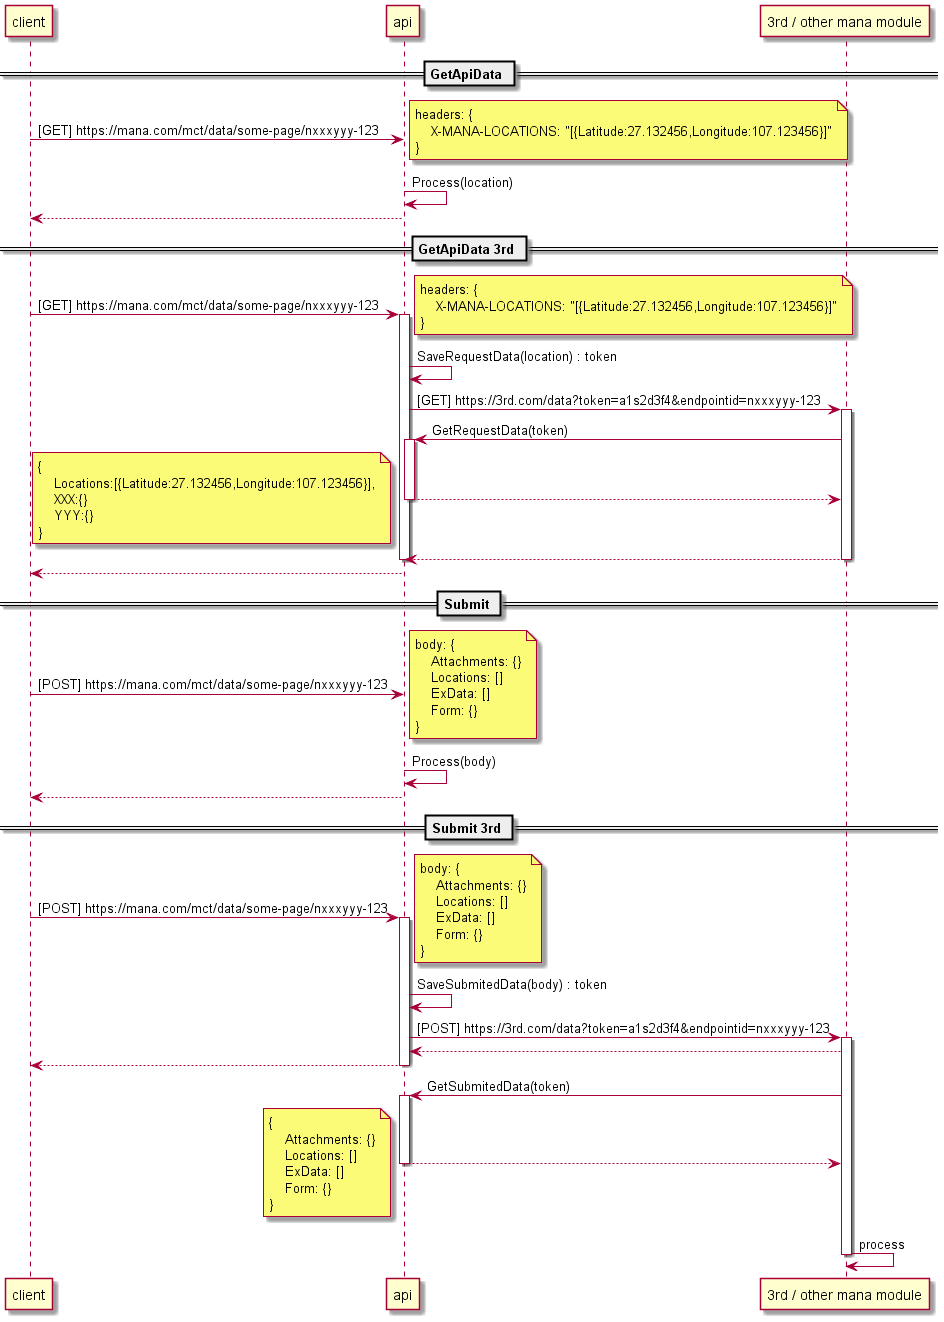 client
api
3rd / other mana module
GetApiData
headers: {
X-MANA-LOCATIONS: "[{Latitude:27.132456,Longitude:107.123456}]"
}
[GET] https://mana.com/mct/data/some-page/nxxxyyy-123
Process(location)
GetApiData 3rd
headers: {
X-MANA-LOCATIONS: "[{Latitude:27.132456,Longitude:107.123456}]"
}
[GET] https://mana.com/mct/data/some-page/nxxxyyy-123
SaveRequestData(location) : token
[GET] https://3rd.com/data?token=a1s2d3f4&endpointid=nxxxyyy-123
GetRequestData(token)
{
Locations:[{Latitude:27.132456,Longitude:107.123456}],
XXX:{}
YYY:{}
}
Submit
body: {
Attachments: {}
Locations: []
ExData: []
Form: {}
}
[POST] https://mana.com/mct/data/some-page/nxxxyyy-123
Process(body)
Submit 3rd
body: {
Attachments: {}
Locations: []
ExData: []
Form: {}
}
[POST] https://mana.com/mct/data/some-page/nxxxyyy-123
SaveSubmitedData(body) : token
[POST] https://3rd.com/data?token=a1s2d3f4&endpointid=nxxxyyy-123
GetSubmitedData(token)
{
Attachments: {}
Locations: []
ExData: []
Form: {}
}
process
client
api
3rd / other mana module